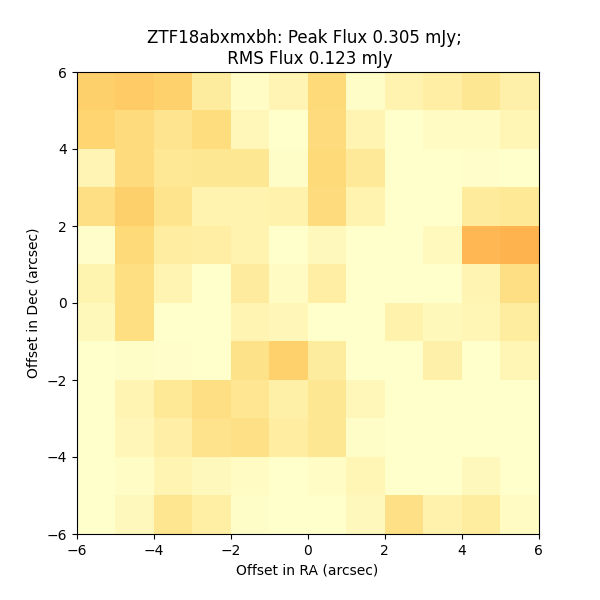 ZTF18abxmxbh: Peak Flux 0.305 mJy;
RMS Flux 0.123 mJy
6
4
2
0
−2
−4
−6
Offset in Dec (arcsec)
−6 −4 −2 0 2 4 6
Offset in RA (arcsec)